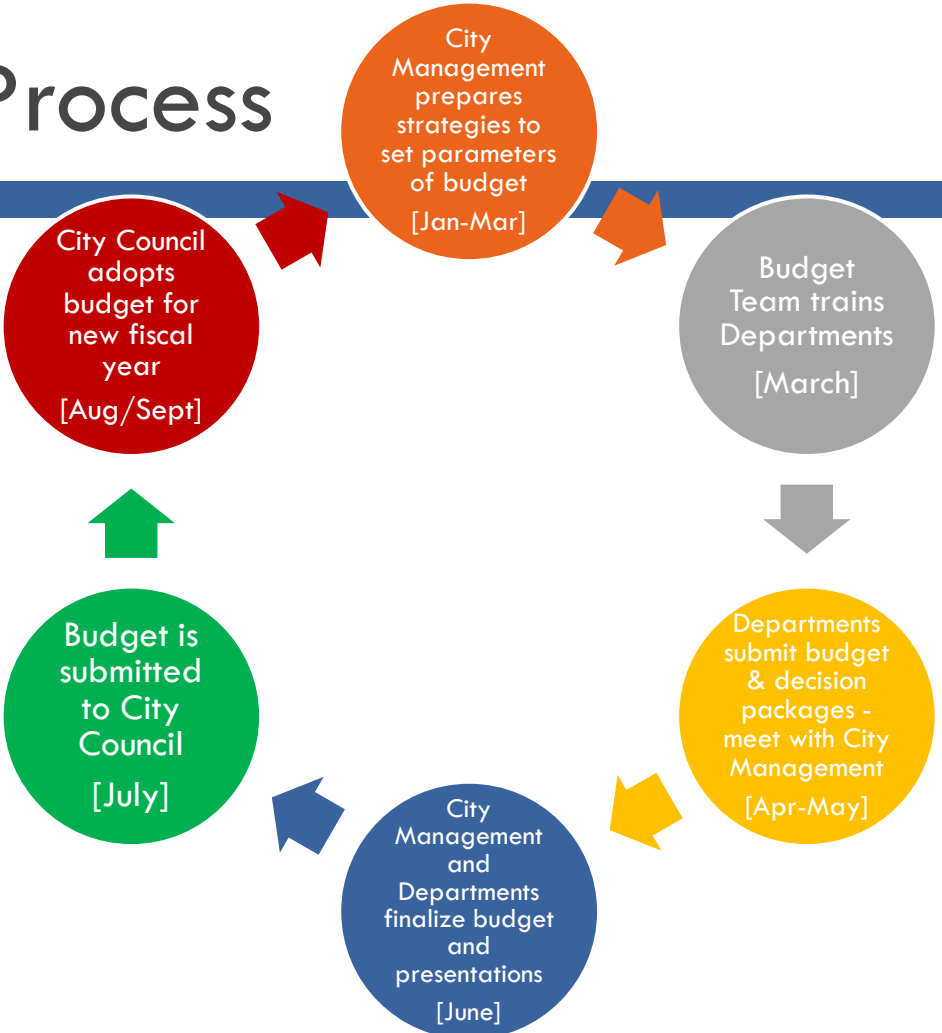 Process
City
Management
prepares
strategies to
set parameters
of budget
[Jan-Mar]
Budget
Team trains
Departments
[March]
Departments
submit budget
& decision
packages -
meet with City
Management
[Apr-May]
City
Management
and
Departments
finalize budget
and
presentations
[June]
Budget is
submitted
to City
Council
[July]
City Council
adopts
budget for
new fiscal
year
[Aug/Sept]